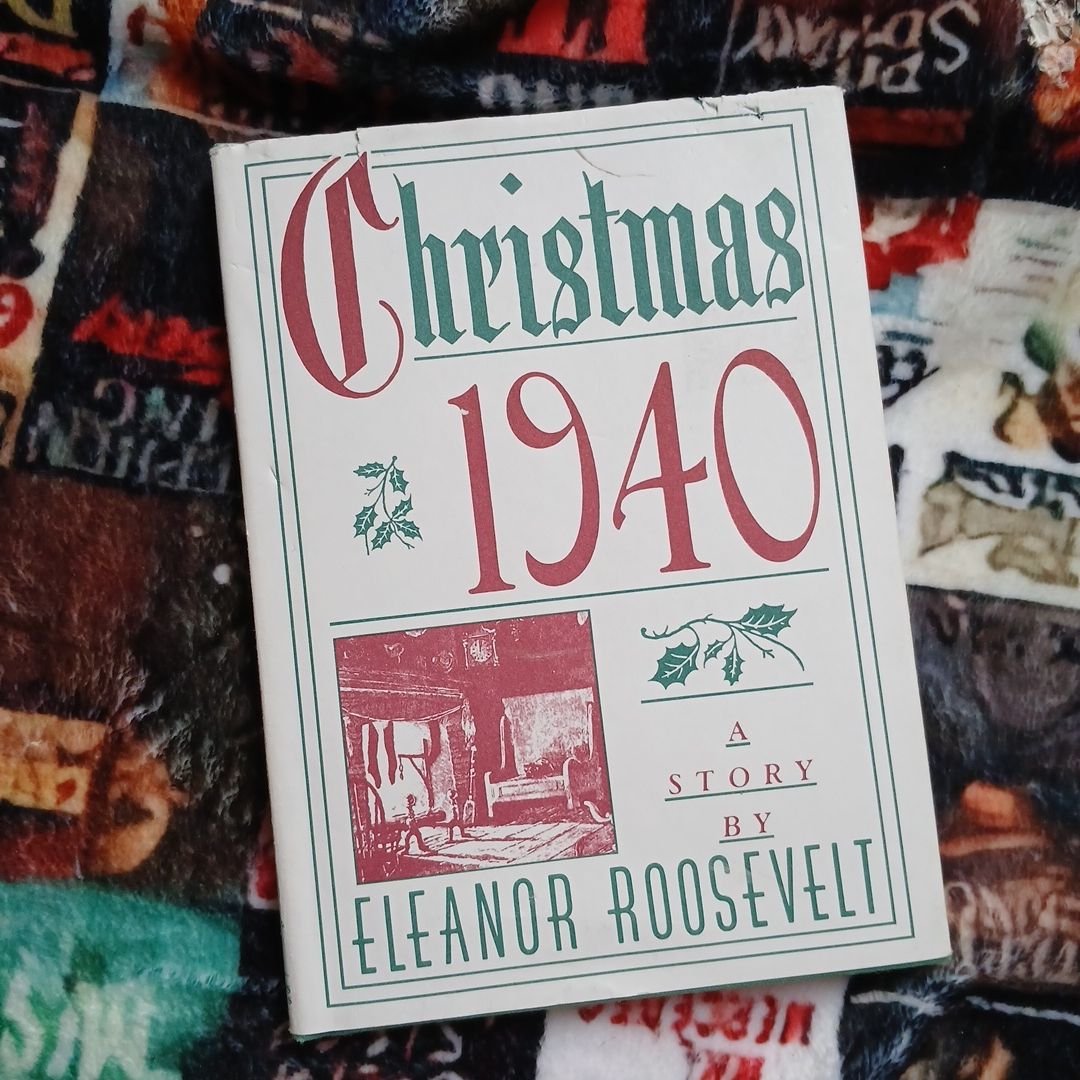 Christmas
1940
A
STORY
BY
ELEANOR ROOSEVELT